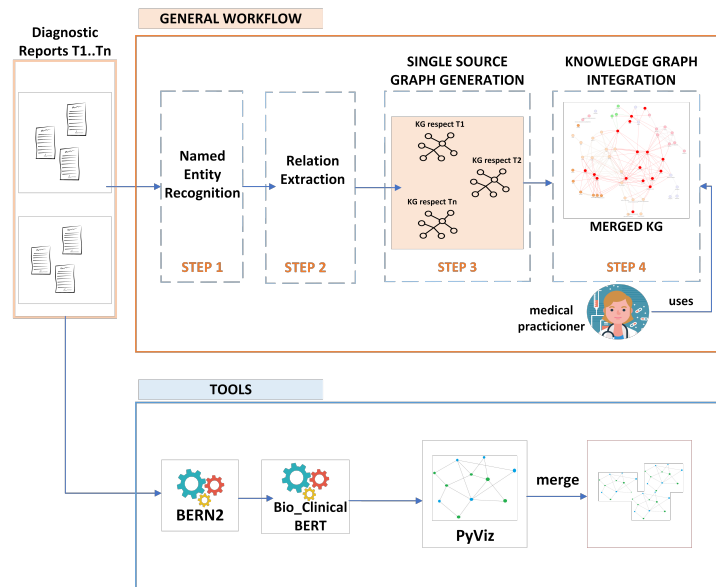 Diagnostic
Reports T1..Tn
GENERAL WORKFLOW
SINGLE SOURCE
GRAPH GENERATION
KNOWLEDGE GRAPH
INTEGRATION
Named
Entity
Recognition
STEP 1
Relation
Extraction
STEP 2
KG respect T1
KG respect T2
KG respect Tn
STEP 3
MERGED KG
STEP 4
medical
practicioner
uses
TOOLS
BERN2
Bio_Clinical
BERT
PyViz
merge